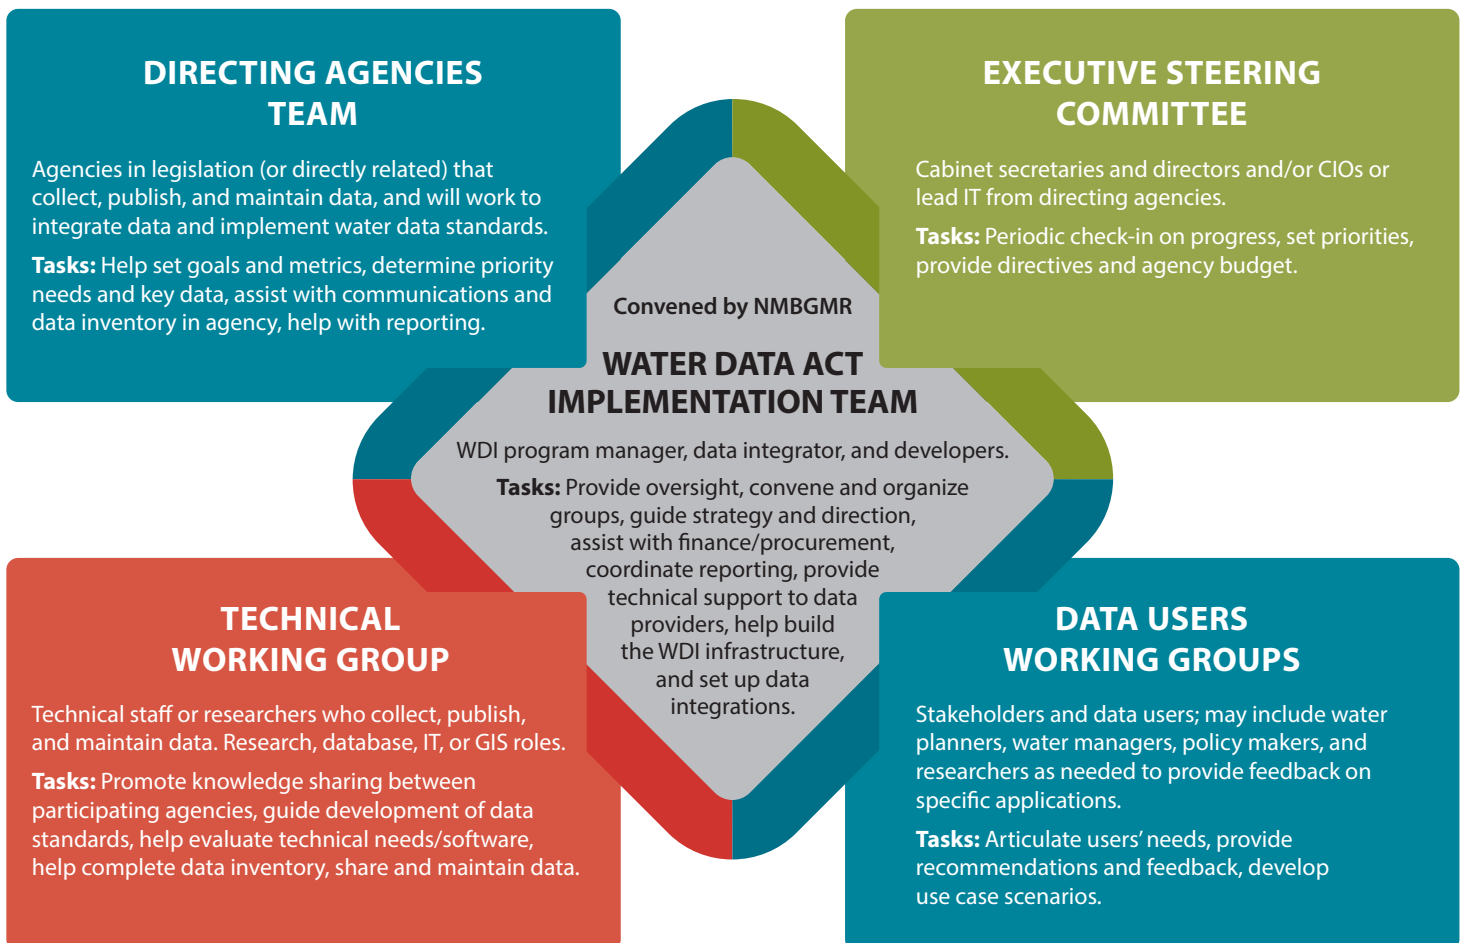 DIRECTING AGENCIES
TEAM
Agencies in legislation (or directly related) that
collect, publish, and maintain data, and will work to
integrate data and implement water data standards.
Tasks: Help set goals and metrics, determine priority
needs and key data, assist with communications and
data inventory in agency, help with reporting.
EXECUTIVE STEERING
COMMITTEE
Cabinet secretaries and directors and/or CIOs or
lead IT from directing agencies.
Tasks: Periodic check-in on progress, set priorities,
provide directives and agency budget.
Convened by NMBGMR
WATER DATA ACT
IMPLEMENTATION TEAM
WDI program manager, data integrator, and developers.
Tasks: Provide oversight, convene and organize
groups, guide strategy and direction,
assist with finance/procurement,
coordinate reporting, provide
technical support to data
providers, help build
the WDI infrastructure,
and set up data
integrations.
TECHNICAL
WORKING GROUP
Technical staff or researchers who collect, publish,
and maintain data. Research, database, IT, or GIS roles.
Tasks: Promote knowledge sharing between
participating agencies, guide development of data
standards, help evaluate technical needs/software,
help complete data inventory, share and maintain data.
DATA USERS
WORKING GROUPS
Stakeholders and data users; may include water
planners, water managers, policy makers, and
researchers as needed to provide feedback on
specific applications.
Tasks: Articulate users’ needs, provide
recommendations and feedback, develop
use case scenarios.